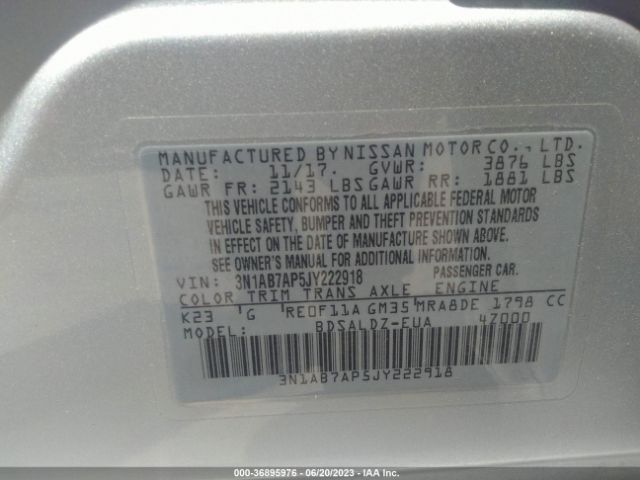 MANUFACTURED BY NISSAN MOTOR CO., LTD.
DATE: 11/17. GVWR: 3876 LBS
GAWR FR: 2143 LBS GAWR RR: 1881 LBS
THIS VEHICLE CONFORMS TO ALL APPLICABLE FEDERAL MOTOR
VEHICLE SAFETY, BUMPER AND THEFT PREVENTION STANDARDS
IN EFFECT ON THE DATE OF MANUFACTURE SHOWN ABOVE.
SEE OWNER'S MANUAL FOR ADDITIONAL INFORMATION.
VIN: 3N1AB7AP5JY222918 PASSENGER CAR.
COLOR TRIM TRANS AXLE ENGINE
K23 G RE0F11A GM35 MRA8DE 1798 CC
MODEL: BDSALDZ-EUA 4Z000
3N1AB7AP5JY222918
000-36895976 / 06/20/2023 / IAA Inc.